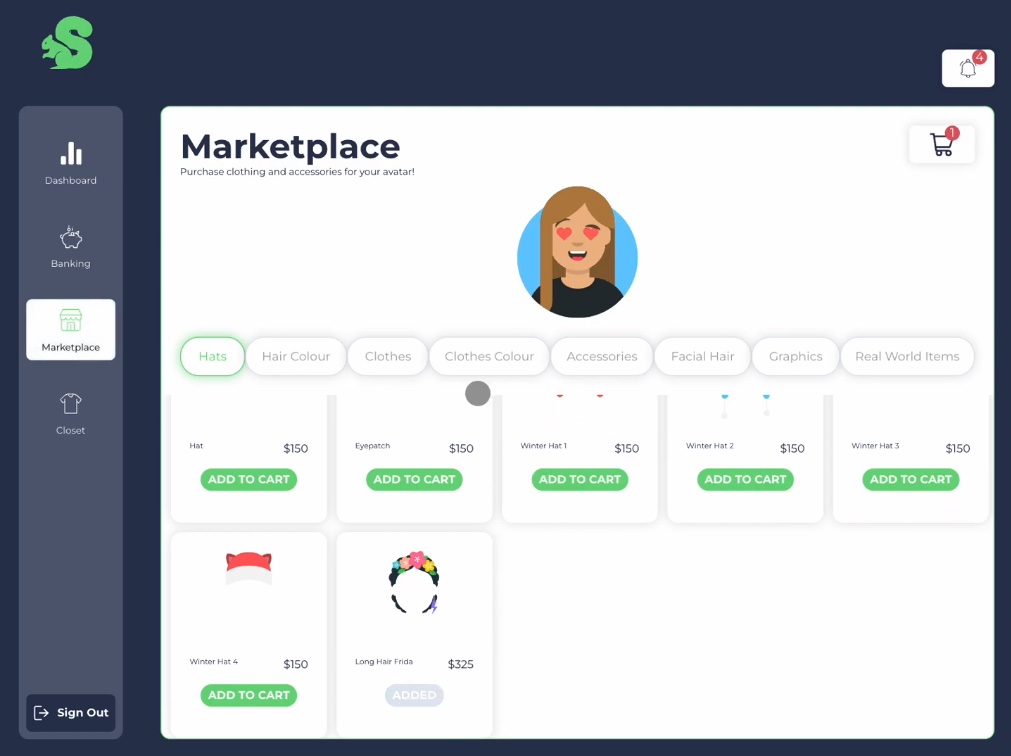 4
Marketplace
1
Purchase clothing and accessories for your avatar!
Dashboard
Banking
Marketplace
Closet
Sign Out
Hats
Hair Colour
Clothes
Clothes Colour
Accessories
Facial Hair
Graphics
Real World Items
Hat
$150
ADD TO CART
Eyepatch
$150
ADD TO CART
Winter Hat 1
$150
ADD TO CART
Winter Hat 2
$150
ADD TO CART
Winter Hat 3
$150
ADD TO CART
Winter Hat 4
$150
ADD TO CART
Long Hair Frida
$325
ADDED